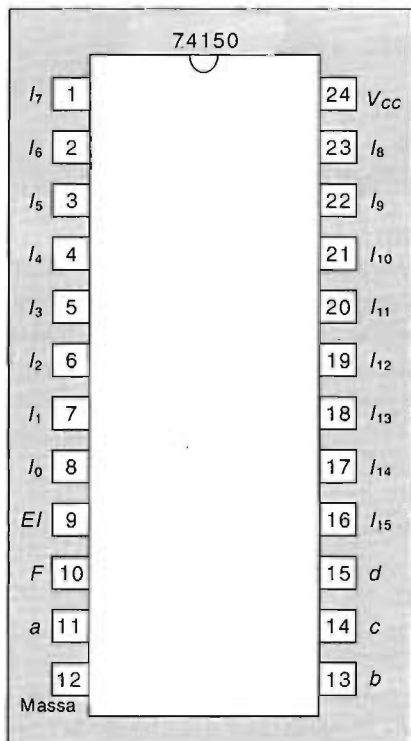 74150
I₇ 1 24 V_CC
I₆ 2 23 I₈
I₅ 3 22 I₉
I₄ 4 21 I₁₀
I₃ 5 20 I₁₁
I₂ 6 19 I₁₂
I₁ 7 18 I₁₃
I₀ 8 17 I₁₄
EI 9 16 I₁₅
F 10 15 d
a 11 14 c
12 13 b
Massa